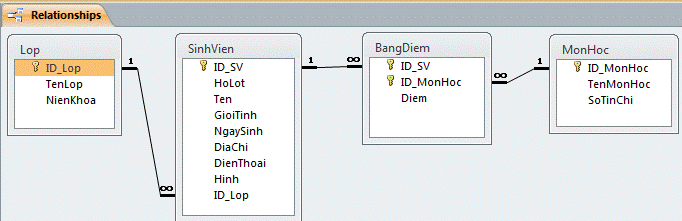 Relationships
Lop
ID_Lop
TenLop
NienKhoa
1
∞
SinhVien
ID_SV
HoLot
Ten
GioiTinh
NgaySinh
DiaChi
DienThoai
Hinh
ID_Lop
1
∞
BangDiem
ID_SV
ID_MonHoc
Diem
∞
1
MonHoc
ID_MonHoc
TenMonHoc
SoTinChi